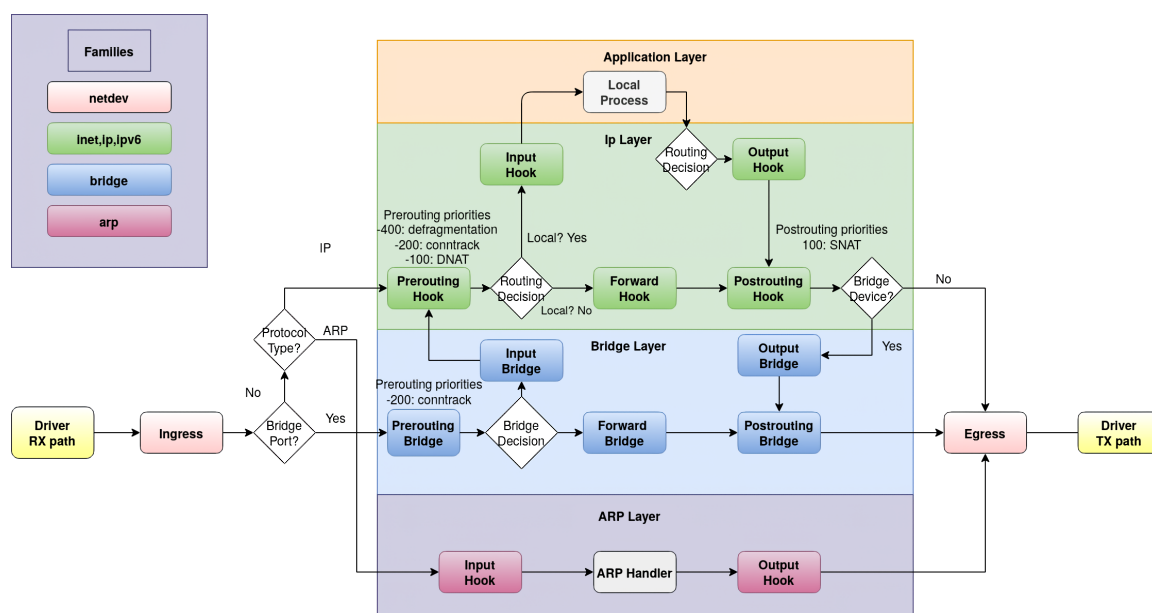 Families
netdev
inet,ip,ipv6
bridge
arp
Application Layer
Local
Process
Ip Layer
Input
Hook
Routing
Decision
Output
Hook
Prerouting priorities
-400: defragmentation
-200: conntrack
-100: DNAT
Local? Yes
Postrouting priorities
100: SNAT
IP
Prerouting
Hook
Routing
Decision
Local? No
Forward
Hook
Postrouting
Hook
Bridge
Device?
No
Protocol
Type?
ARP
Bridge Layer
Input
Bridge
Output
Bridge
Yes
Prerouting priorities
-200: conntrack
No
Driver
RX path
Ingress
Bridge
Port?
Yes
Prerouting
Bridge
Bridge
Decision
Forward
Bridge
Postrouting
Bridge
Egress
Driver
TX path
ARP Layer
Input
Hook
ARP Handler
Output
Hook